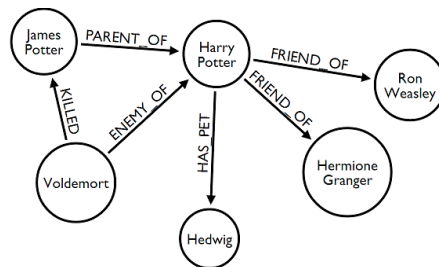 James
Potter
PARENT_OF
Harry
Potter
FRIEND_OF
Ron
Weasley
KILLED
ENEMY_OF
HAS_PET
FRIEND_OF
Hermione
Granger
Voldemort
Hedwig